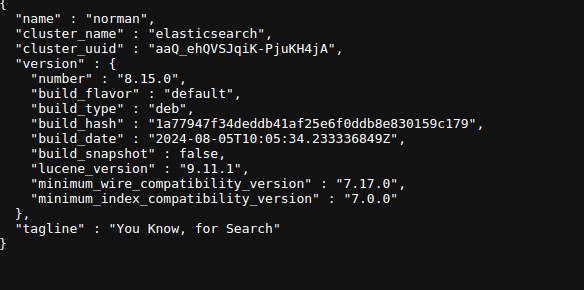 {
  "name" : "norman",
  "cluster_name" : "elasticsearch",
  "cluster_uuid" : "aaQ_ehQVSJqiK-PjuKH4jA",
  "version" : {
    "number" : "8.15.0",
    "build_flavor" : "default",
    "build_type" : "deb",
    "build_hash" : "1a77947f34deddb41af25e6f0ddb8e830159c179",
    "build_date" : "2024-08-05T10:05:34.233336849Z",
    "build_snapshot" : false,
    "lucene_version" : "9.11.1",
    "minimum_wire_compatibility_version" : "7.17.0",
    "minimum_index_compatibility_version" : "7.0.0"
  },
  "tagline" : "You Know, for Search"
}